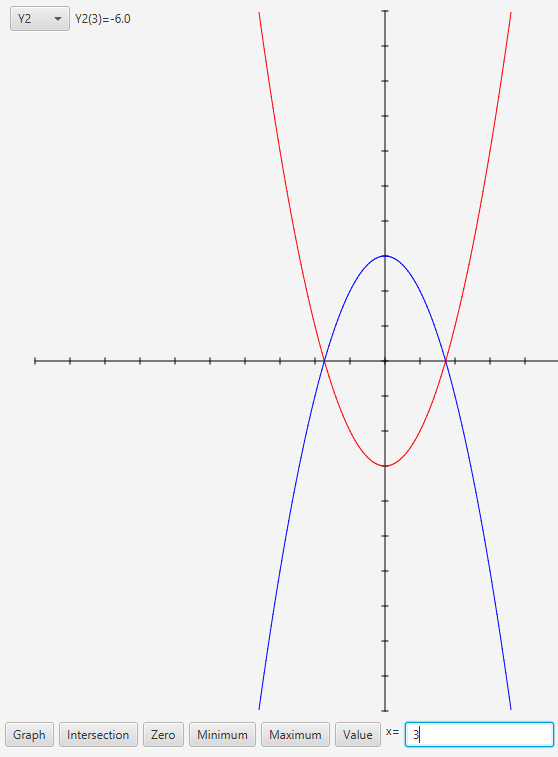 Y2 Y2(3)=-6.0
Graph Intersection Zero Minimum Maximum Value x= 3